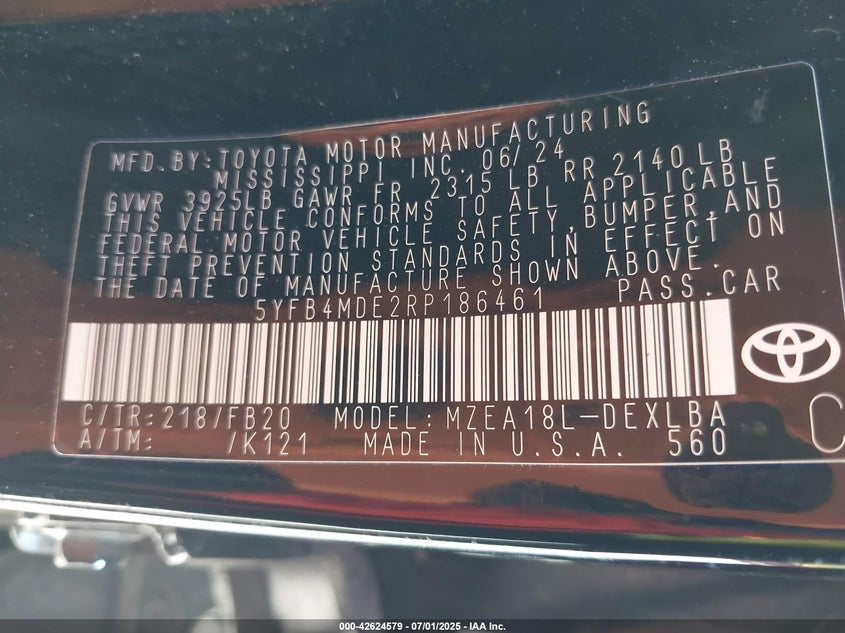 MFD. BY: TOYOTA MOTOR MANUFACTURING
MISSISSIPPI INC. 06/24
GVWR 3925LB GAWR FR 2315 LB RR 2140 LB
THIS VEHICLE CONFORMS TO ALL APPLICABLE
FEDERAL MOTOR VEHICLE SAFETY, BUMPER, AND
THEFT PREVENTION STANDARDS IN EFFECT ON
THE DATE OF MANUFACTURE SHOWN ABOVE.
5YFB4MDE2RP186461 PASS. CAR
C/TR: 218/FB20 MODEL: MZEA18L-DEXLBA
A/TM: /K121 MADE IN U.S.A. 560
C
000-42624579 - 07/01/2025 - IAA Inc.